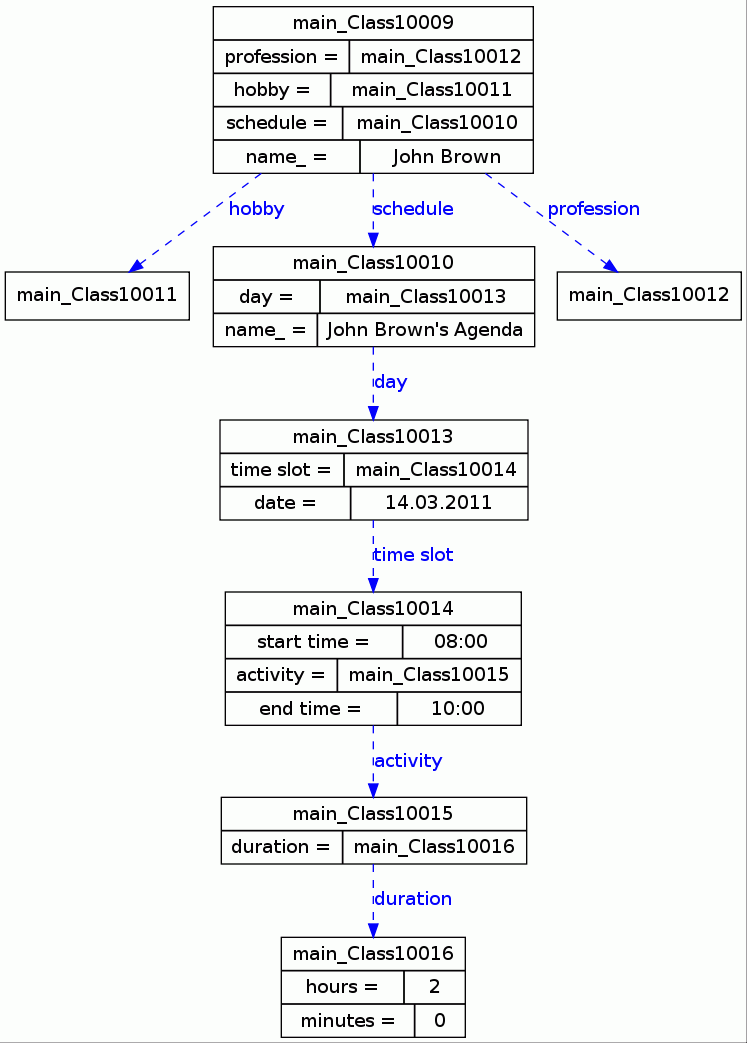 main_Class10009
profession = main_Class10012
hobby = main_Class10011
schedule = main_Class10010
name_ = John Brown
hobby schedule profession
main_Class10011
main_Class10010
day = main_Class10013
name_ = John Brown's Agenda
main_Class10012
day
main_Class10013
time slot = main_Class10014
date = 14.03.2011
time slot
main_Class10014
start time = 08:00
activity = main_Class10015
end time = 10:00
activity
main_Class10015
duration = main_Class10016
duration
main_Class10016
hours = 2
minutes = 0